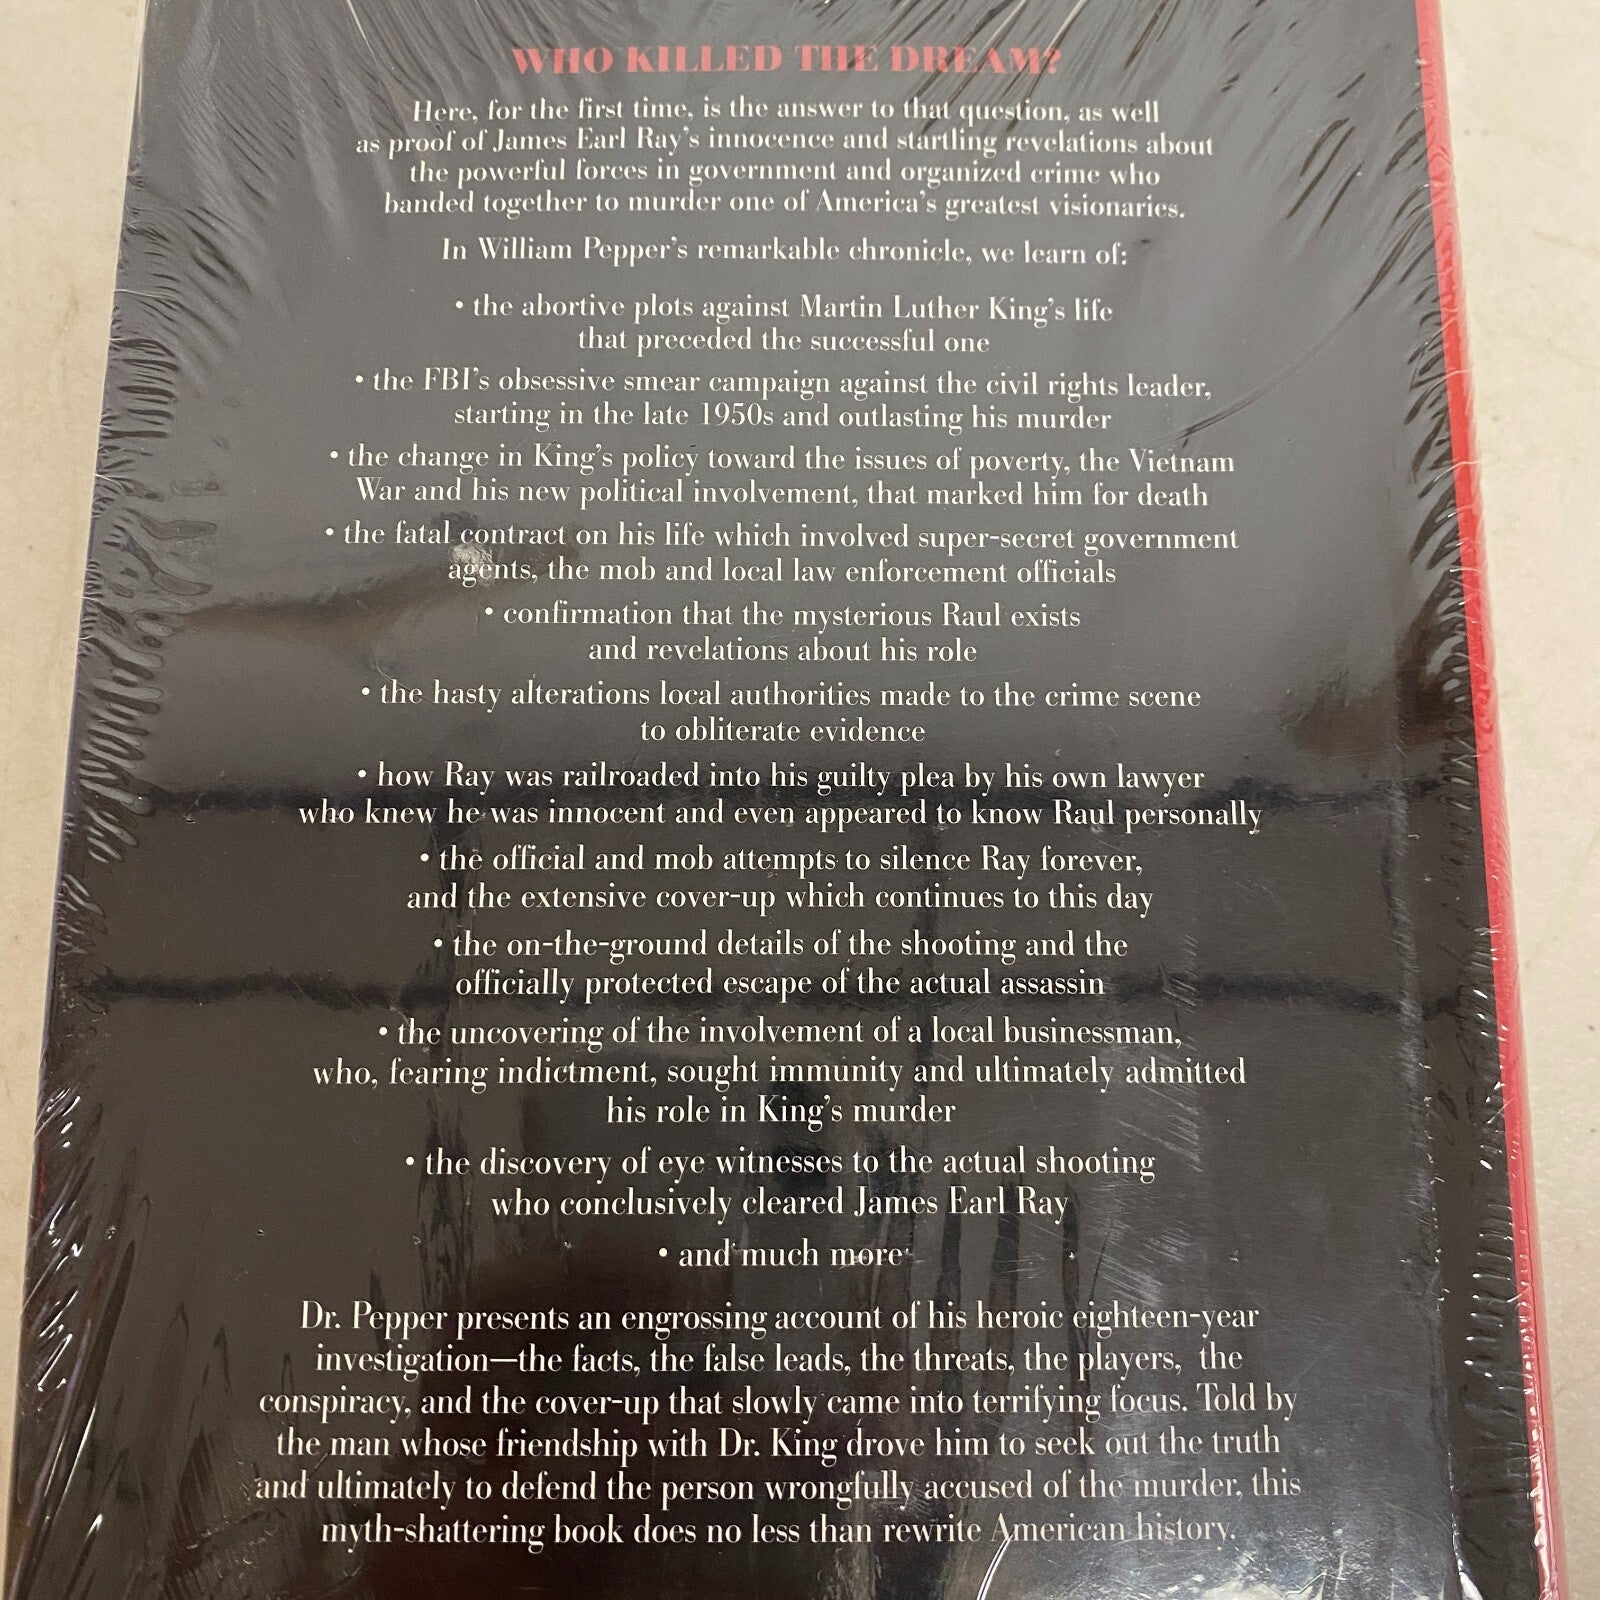 WHO KILLED THE DREAM?
Here, for the first time, is the answer to that question, as well
as proof of James Earl Ray's innocence and startling revelations about
the powerful forces in government and organized crime who
banded together to murder one of America's greatest visionaries.
In William Pepper's remarkable chronicle, we learn of:
• the abortive plots against Martin Luther King's life
that preceded the successful one
• the FBI's obsessive smear campaign against the civil rights leader,
starting in the late 1950s and outlasting his murder
• the change in King's policy toward the issues of poverty, the Vietnam
War and his new political involvement, that marked him for death
• the fatal contract on his life which involved super-secret government
agents, the mob and local law enforcement officials
• confirmation that the mysterious Raul exists
and revelations about his role
• the hasty alterations local authorities made to the crime scene
to obliterate evidence
• how Ray was railroaded into his guilty plea by his own lawyer
who knew he was innocent and even appeared to know Raul personally
• the official and mob attempts to silence Ray forever,
and the extensive cover-up which continues to this day
• the on-the-ground details of the shooting and the
officially protected escape of the actual assassin
• the uncovering of the involvement of a local businessman,
who, fearing indictment, sought immunity and ultimately admitted
his role in King's murder
• the discovery of eye witnesses to the actual shooting
who conclusively cleared James Earl Ray
• and much more
Dr. Pepper presents an engrossing account of his heroic eighteen-year
investigation—the facts, the false leads, the threats, the players, the
conspiracy, and the cover-up that slowly came into terrifying focus. Told by
the man whose friendship with Dr. King drove him to seek out the truth
and ultimately to defend the person wrongfully accused of the murder, this
myth-shattering book does no less than rewrite American history.